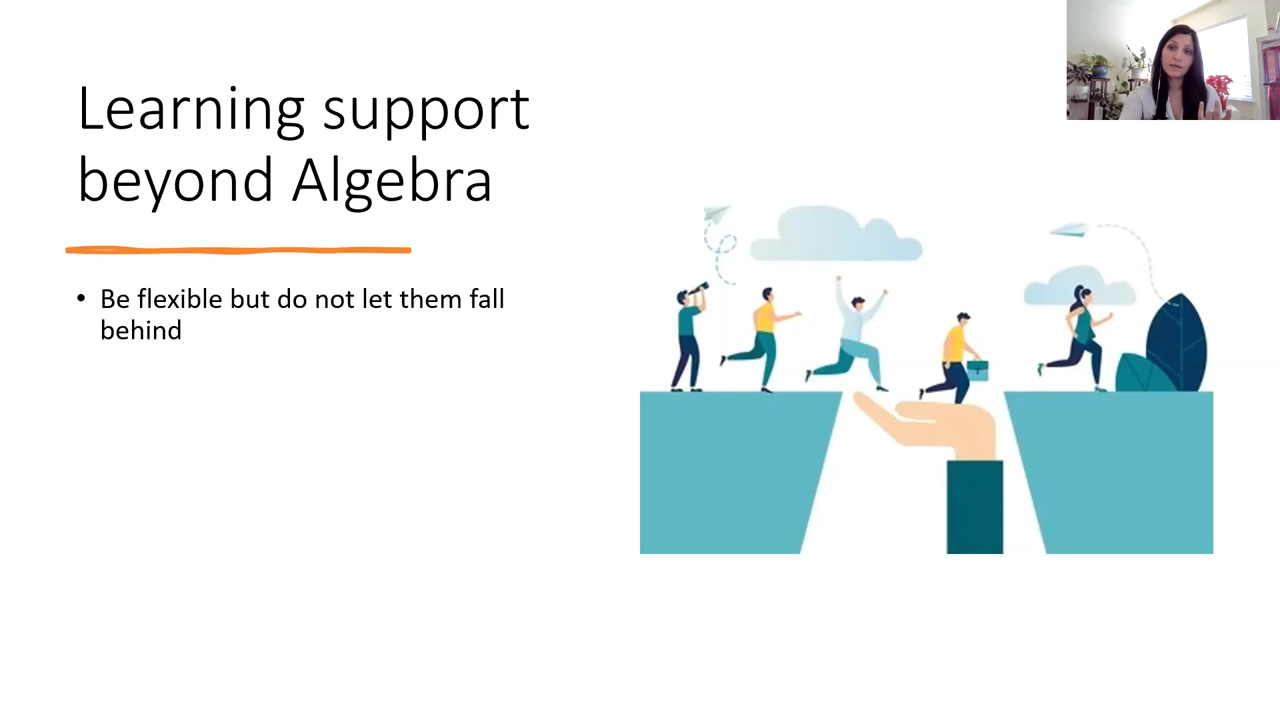 Learning support
beyond Algebra
• Be flexible but do not let them fall
behind